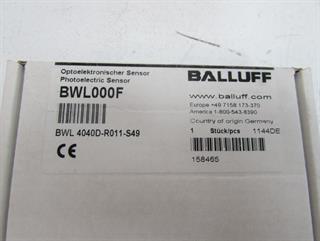 Optoelektronischer Sensor
Photoelectric Sensor
BWL000F
BWL 4040D-R011-S49
CE
BALLUFF
www.balluff.com
Europe +49 7158 173-370
America 1-800-543-8390
Country of origin Germany
1 Stück/pcs 1144DE
158465